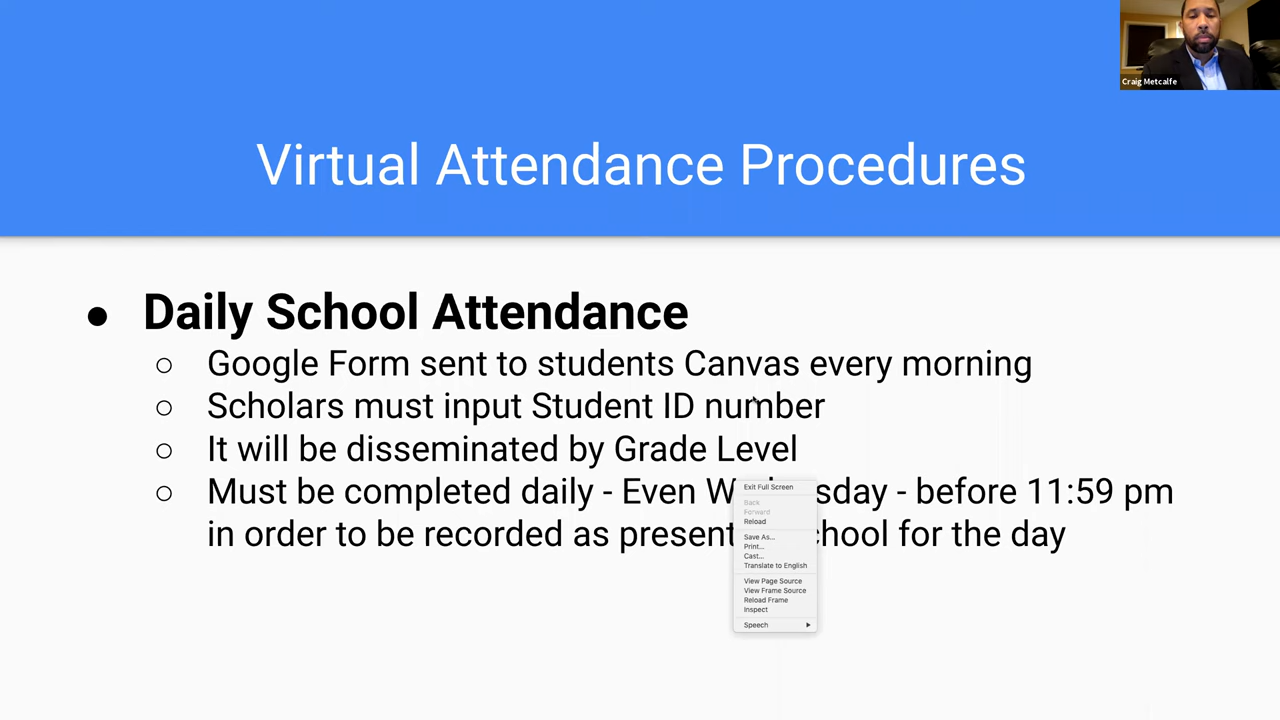 Craig Metcalfe
Virtual Attendance Procedures
Daily School Attendance
Google Form sent to students Canvas every morning
Scholars must input Student ID number
It will be disseminated by Grade Level
Must be completed daily - Even W sday - before 11:59 pm
in order to be recorded as present chool for the day
Exit Full Screen
Back
Forward
Reload
Save As...
Print...
Cast...
Translate to English
View Page Source
View Frame Source
Reload Frame
Inspect
Speech